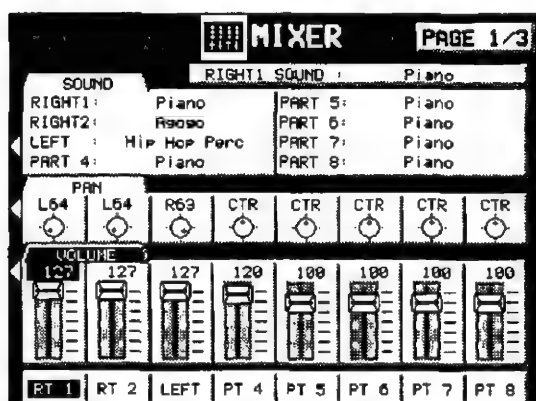 MIXER PAGE 1/3
RIGHT1 SOUND : Piano
SOUND
RIGHT1: Piano PART 5: Piano
RIGHT2: Agogo PART 6: Piano
LEFT : Hip Hop Perc PART 7: Piano
PART 4: Piano PART 8: Piano
PAN
L64 L64 R63 CTR CTR CTR CTR CTR
VOLUME
127 127 127 120 100 100 100 100
RT 1 RT 2 LEFT PT 4 PT 5 PT 6 PT 7 PT 8